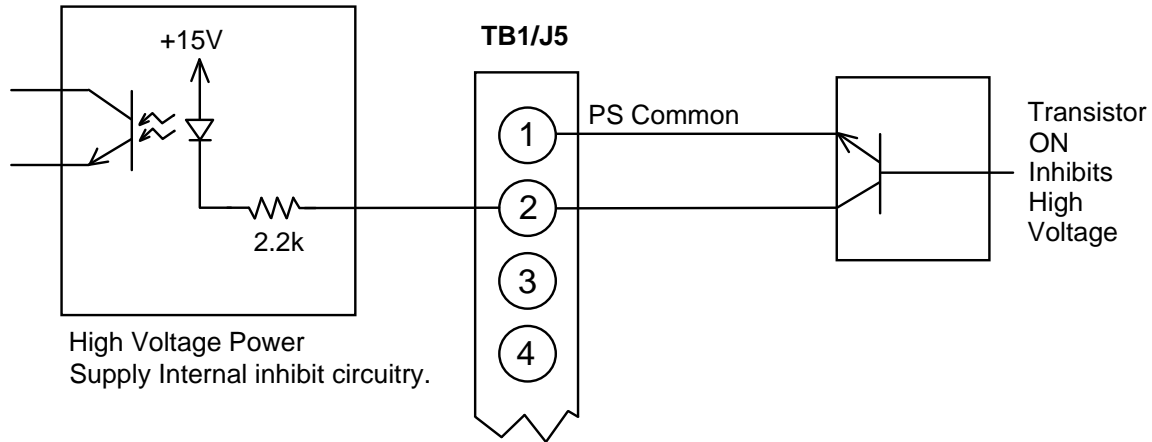 +15V
2.2k
High Voltage Power
Supply Internal inhibit circuitry.
TB1/J5
1
2
3
4
PS Common
Transistor
ON
Inhibits
High
Voltage